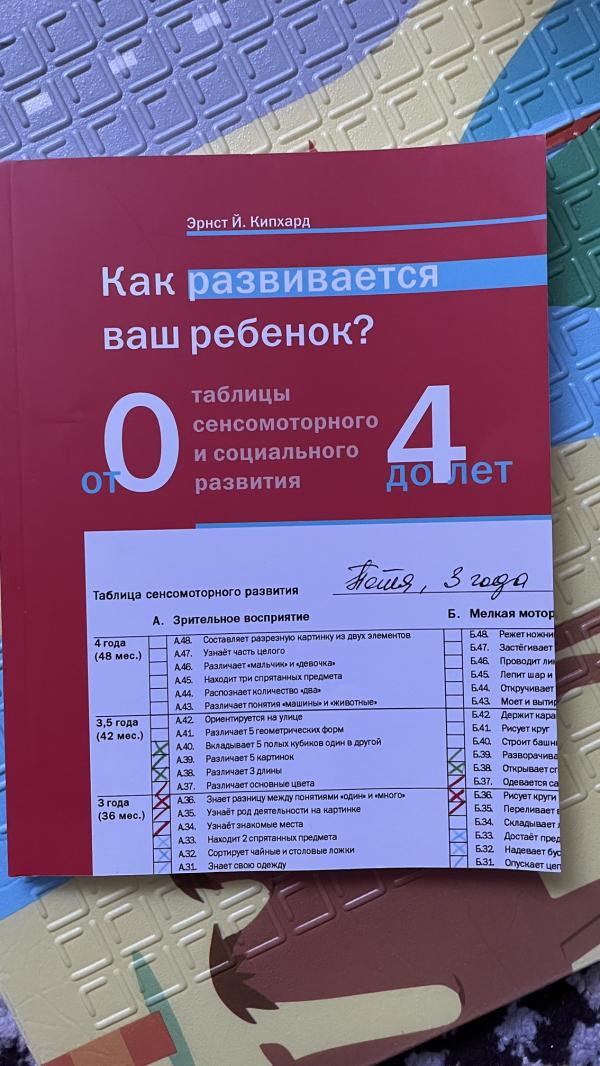 Эрнст Й. Кипхард
Как развивается
ваш ребенок?
от 0
таблицы
сенсомоторного
и социального
развития
до 4 лет
Таблица сенсомоторного развития Петя, 3 года
А. Зрительное восприятие
4 года
(48 мес.)
А.48. Составляет разрезную картинку из двух элементов
А.47. Узнаёт часть целого
А.46. Различает «мальчик» и «девочка»
А.45. Находит три спрятанных предмета
А.44. Распознает количество «два»
А.43. Различает понятия «машины» и «животные»
3,5 года
(42 мес.)
А.42. Ориентируется на улице
А.41. Различает 5 геометрических форм
А.40. Вкладывает 5 полых кубиков один в другой
А.39. Различает 5 картинок
А.38. Различает 3 длины
А.37. Различает основные цвета
3 года
(36 мес.)
А.36. Знает разницу между понятиями «один» и «много»
А.35. Узнаёт род деятельности на картинке
А.34. Узнаёт знакомые места
А.33. Находит 2 спрятанных предмета
А.32. Сортирует чайные и столовые ложки
А.31. Знает свою одежду
Б. Мелкая мотор
Б.48. Режет ножни
Б.47. Застёгивает
Б.46. Проводит ли
Б.45. Лепит шар и
Б.44. Откручивает
Б.43. Моет и выти
Б.42. Держит кара
Б.41. Рисует круг
Б.40. Строит баш
Б.39. Разворачива
Б.38. Открывает сп
Б.37. Одевается са
Б.36. Рисует круги
Б.35. Переливает
Б.34. Складывает
Б.33. Достаёт пред
Б.32. Надевает бу
Б.31. Опускает це